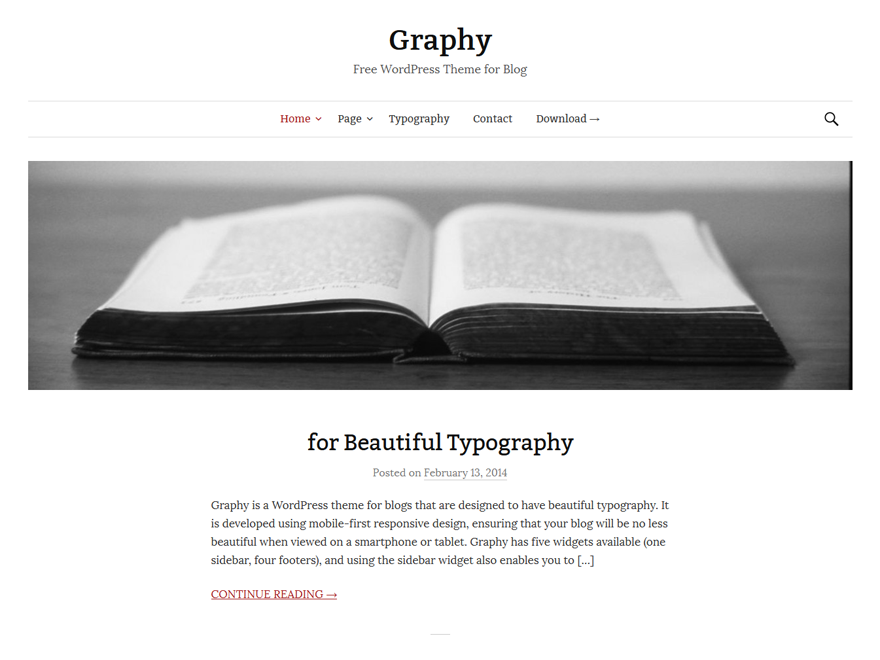 Graphy
Free WordPress Theme for Blog
Home Page Typography Contact Download →
for Beautiful Typography
Posted on February 13, 2014
Graphy is a WordPress theme for blogs that are designed to have beautiful typography. It
is developed using mobile-first responsive design, ensuring that your blog will be no less
beautiful when viewed on a smartphone or tablet. Graphy has five widgets available (one
sidebar, four footers), and using the sidebar widget also enables you to […]
CONTINUE READING →